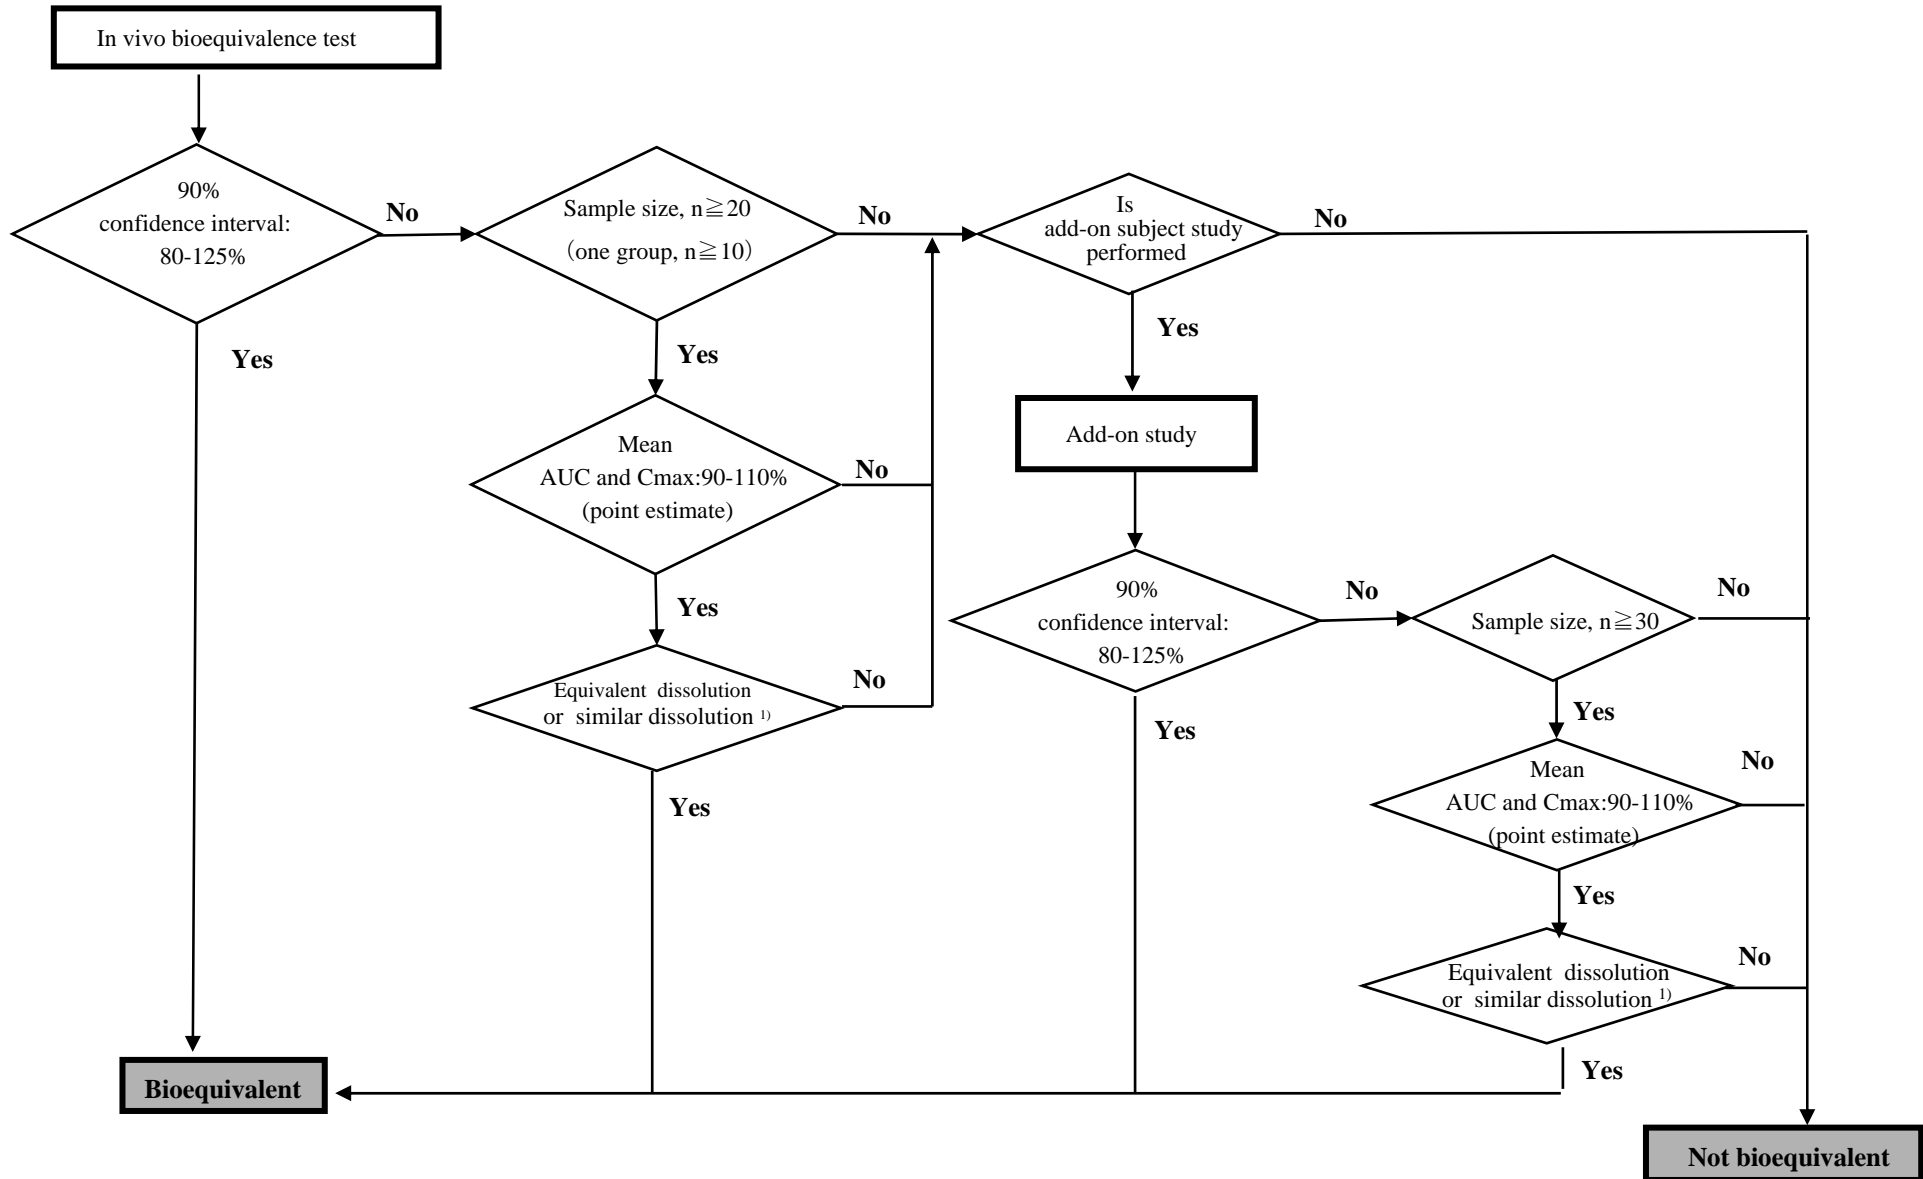 In vivo bioequivalence test
90%
confidence interval:
80-125%
No
Yes
Sample size, n≧20
(one group, n≧10)
No
Yes
Mean
AUC and Cmax:90-110%
(point estimate)
No
Yes
Equivalent dissolution
or similar dissolution 1)
No
Yes
Is
add-on subject study
performed
No
Yes
Add-on study
90%
confidence interval:
80-125%
No
Yes
Sample size, n≧30
No
Yes
Mean
AUC and Cmax:90-110%
(point estimate)
No
Yes
Equivalent dissolution
or similar dissolution 1)
No
Yes
Bioequivalent
Not bioequivalent